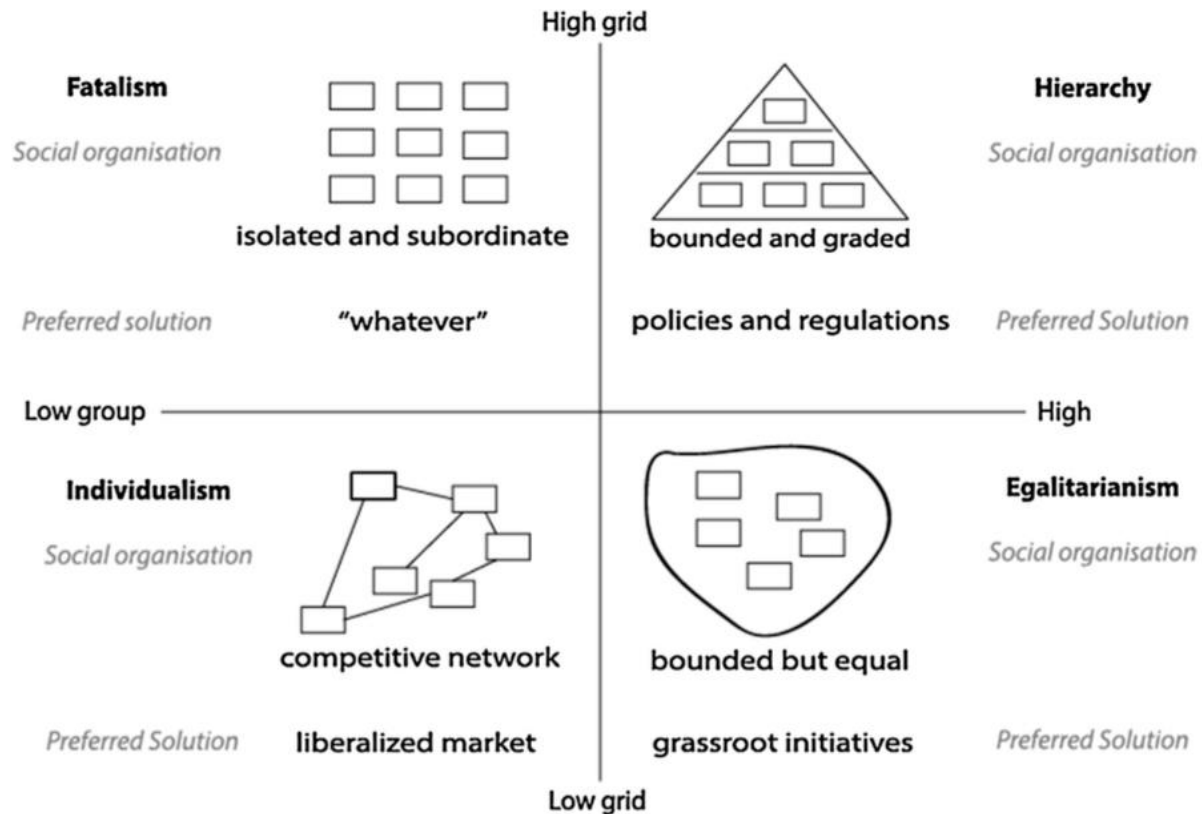 High grid
Fatalism
Hierarchy
Social organisation
Social organisation
isolated and subordinate
bounded and graded
Preferred solution
"whatever"
policies and regulations
Preferred Solution
Low group
High
Individualism
Egalitarianism
Social organisation
Social organisation
competitive network
bounded but equal
Preferred Solution
liberalized market
grassroot initiatives
Preferred Solution
Low grid